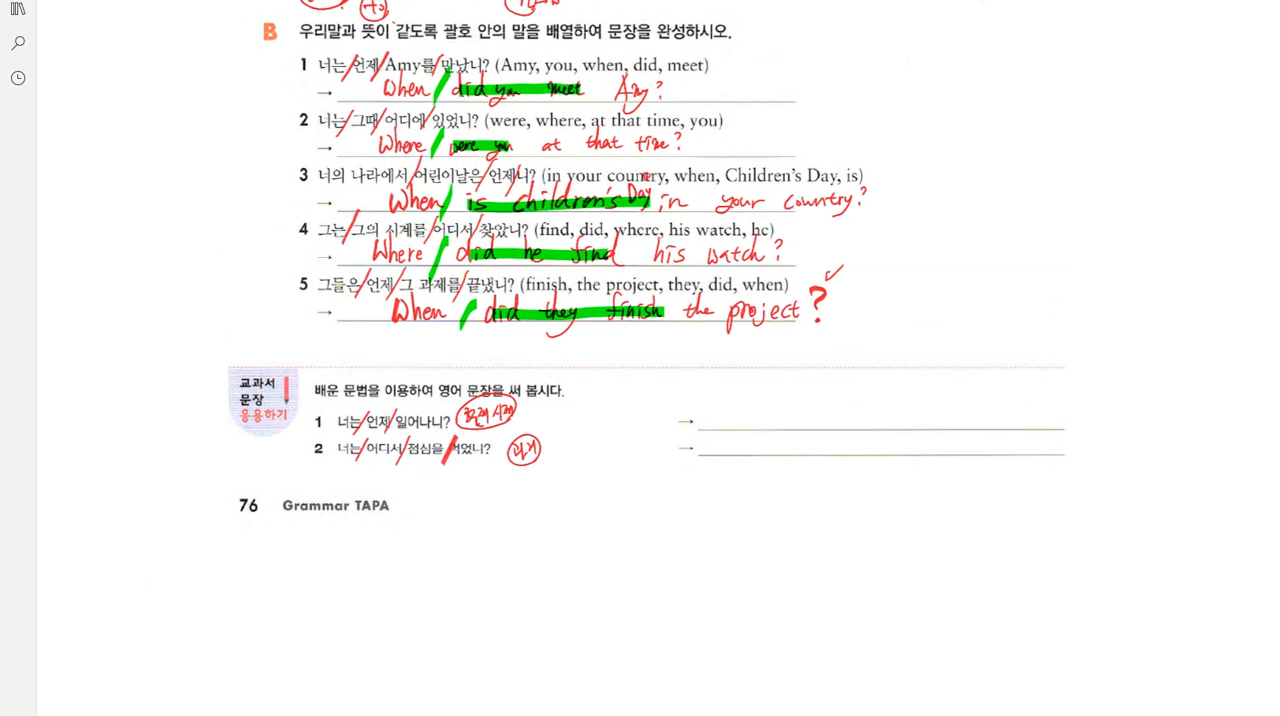 B 우리말과 뜻이 같도록 괄호 안의 말을 배열하여 문장을 완성하시오.
1 너는 언제 Amy를 만났니? (Amy, you, when, did, meet)
→ When did you meet Amy?
2 너는 그때 어디에 있었니? (were, where, at that time, you)
→ Where were you at that time?
3 너의 나라에서 어린이날은 언제니? (in your country, when, Children's Day, is)
→ When is children's Day in your country?
4 그는 그의 시계를 어디서 찾았니? (find, did, where, his watch, he)
→ Where did he find his watch?
5 그들은 언제 그 과제를 끝냈니? (finish, the project, they, did, when)
→ When did they finish the project?
교과서
문장
응용하기
배운 문법을 이용하여 영어 문장을 써 봅시다.
1 너는 언제 일어나니? 현재시제 →
2 너는 어디서 점심을 먹었니? 과거 →
76 Grammar TAPA